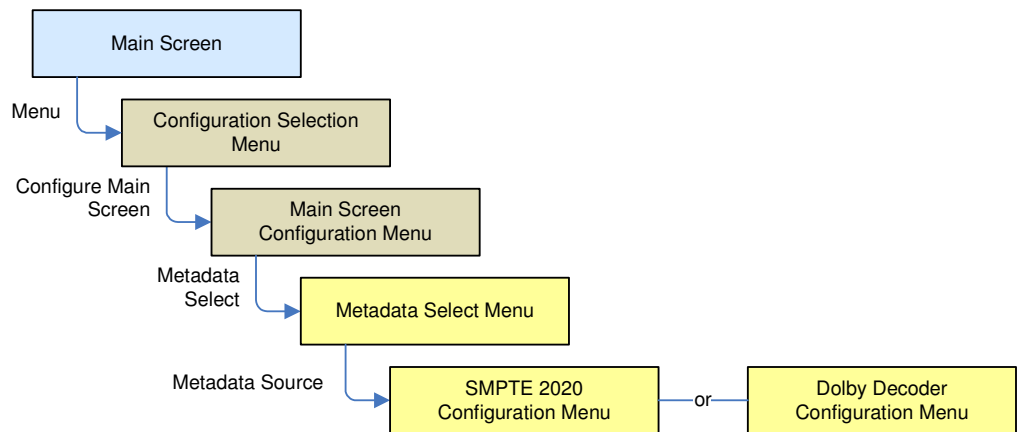 Main Screen
Menu
Configuration Selection
Menu
Configure Main
Screen
Main Screen
Configuration Menu
Metadata
Select
Metadata Select Menu
Metadata Source
SMPTE 2020
Configuration Menu
or
Dolby Decoder
Configuration Menu